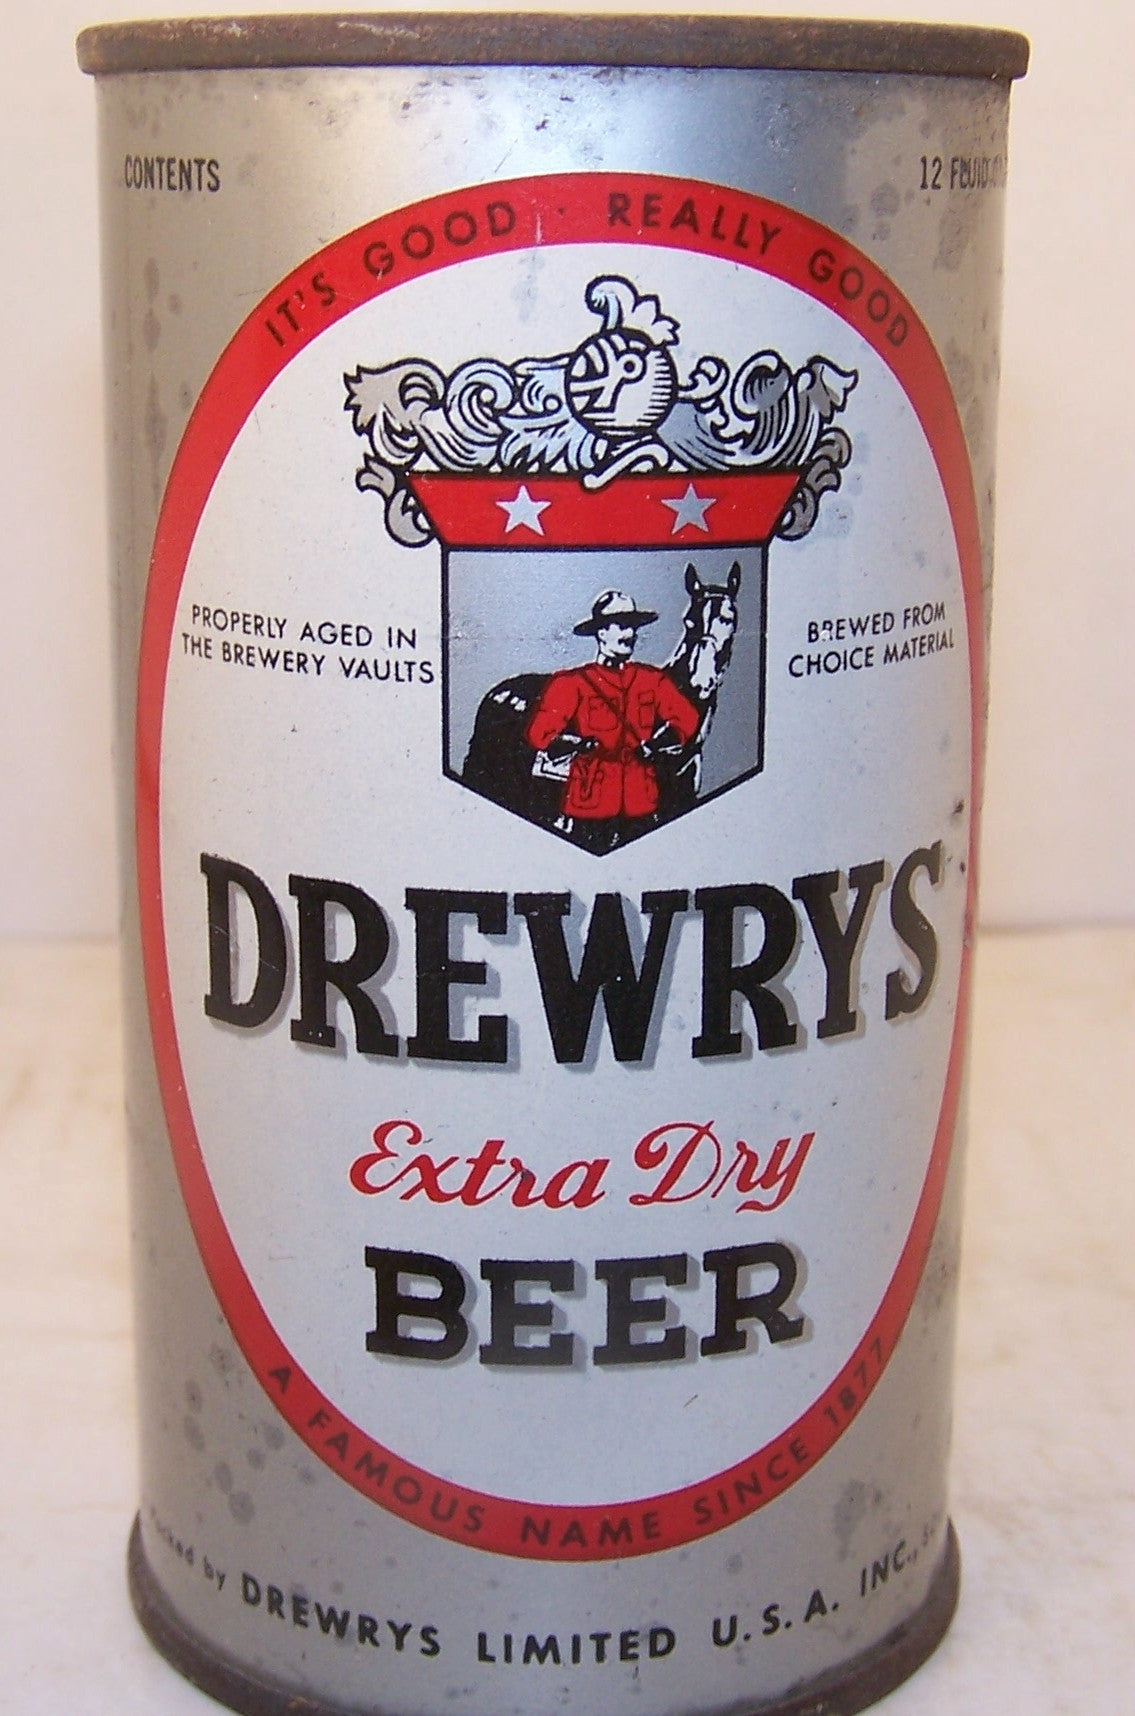 CONTENTS
12 FLUID
IT'S GOOD · REALLY GOOD
PROPERLY AGED IN
THE BREWERY VAULTS
BREWED FROM
CHOICE MATERIAL
DREWRYS
Extra Dry
BEER
A FAMOUS NAME SINCE 1877
by DREWRYS LIMITED U.S.A. INC.,